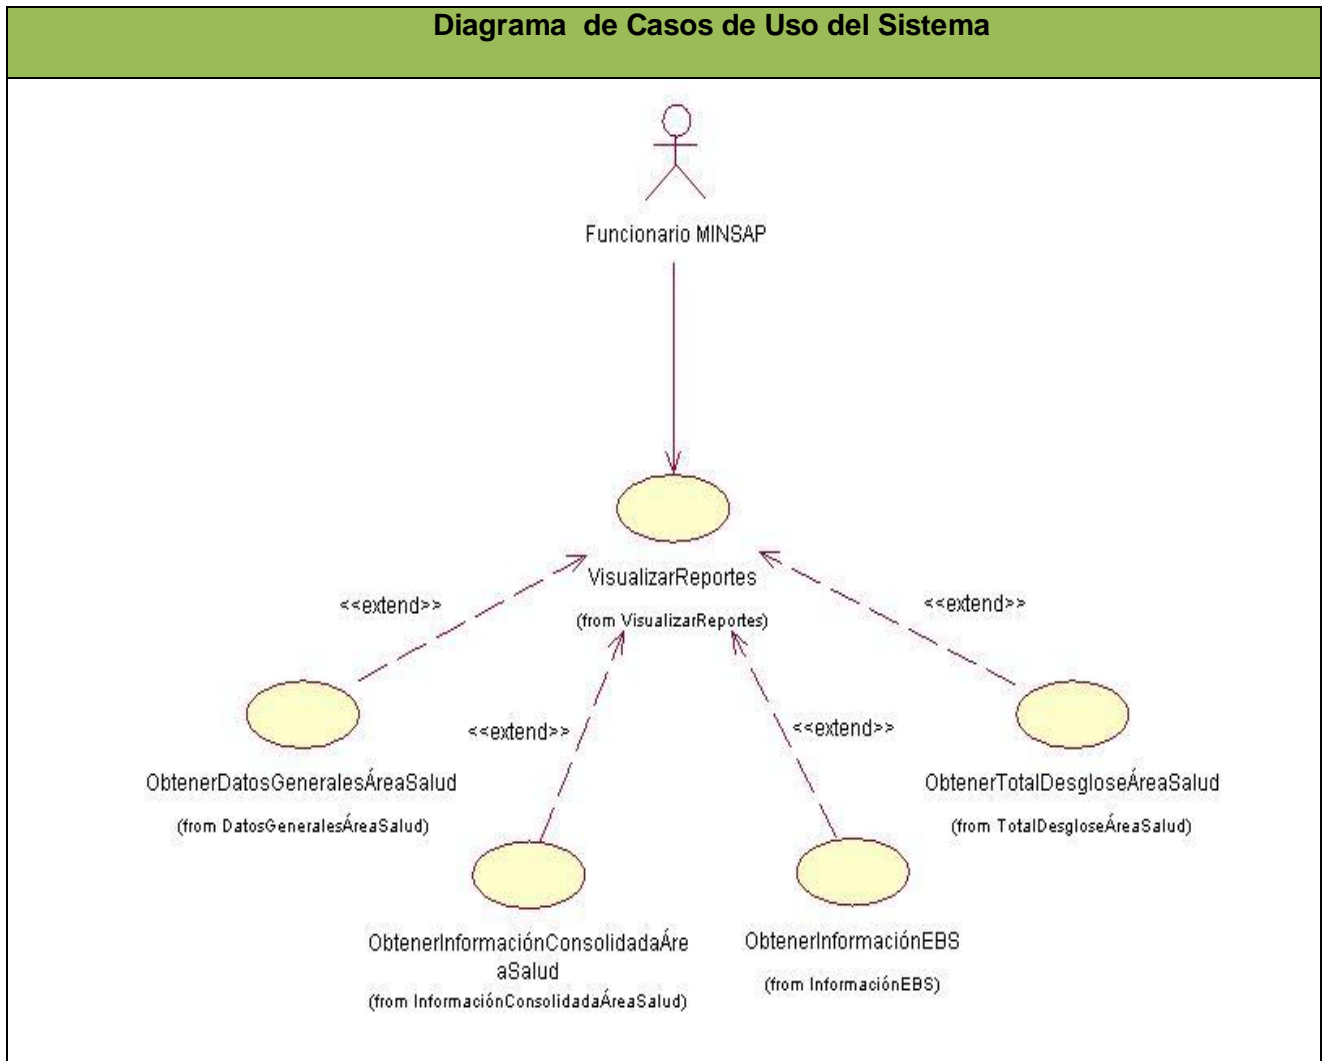 Diagrama  de Casos de Uso del Sistema
Funcionario MINSAP
VisualizarReportes
(from VisualizarReportes)
<<extend>>
<<extend>>
<<extend>>
<<extend>>
ObtenerDatosGeneralesÁreaSalud
(from DatosGeneralesÁreaSalud)
ObtenerTotalDesgloseÁreaSalud
(from TotalDesgloseÁreaSalud)
ObtenerInformaciónConsolidadaÁre
aSalud
(from InformaciónConsolidadaÁreaSalud)
ObtenerInformaciónEBS
(from InformaciónEBS)